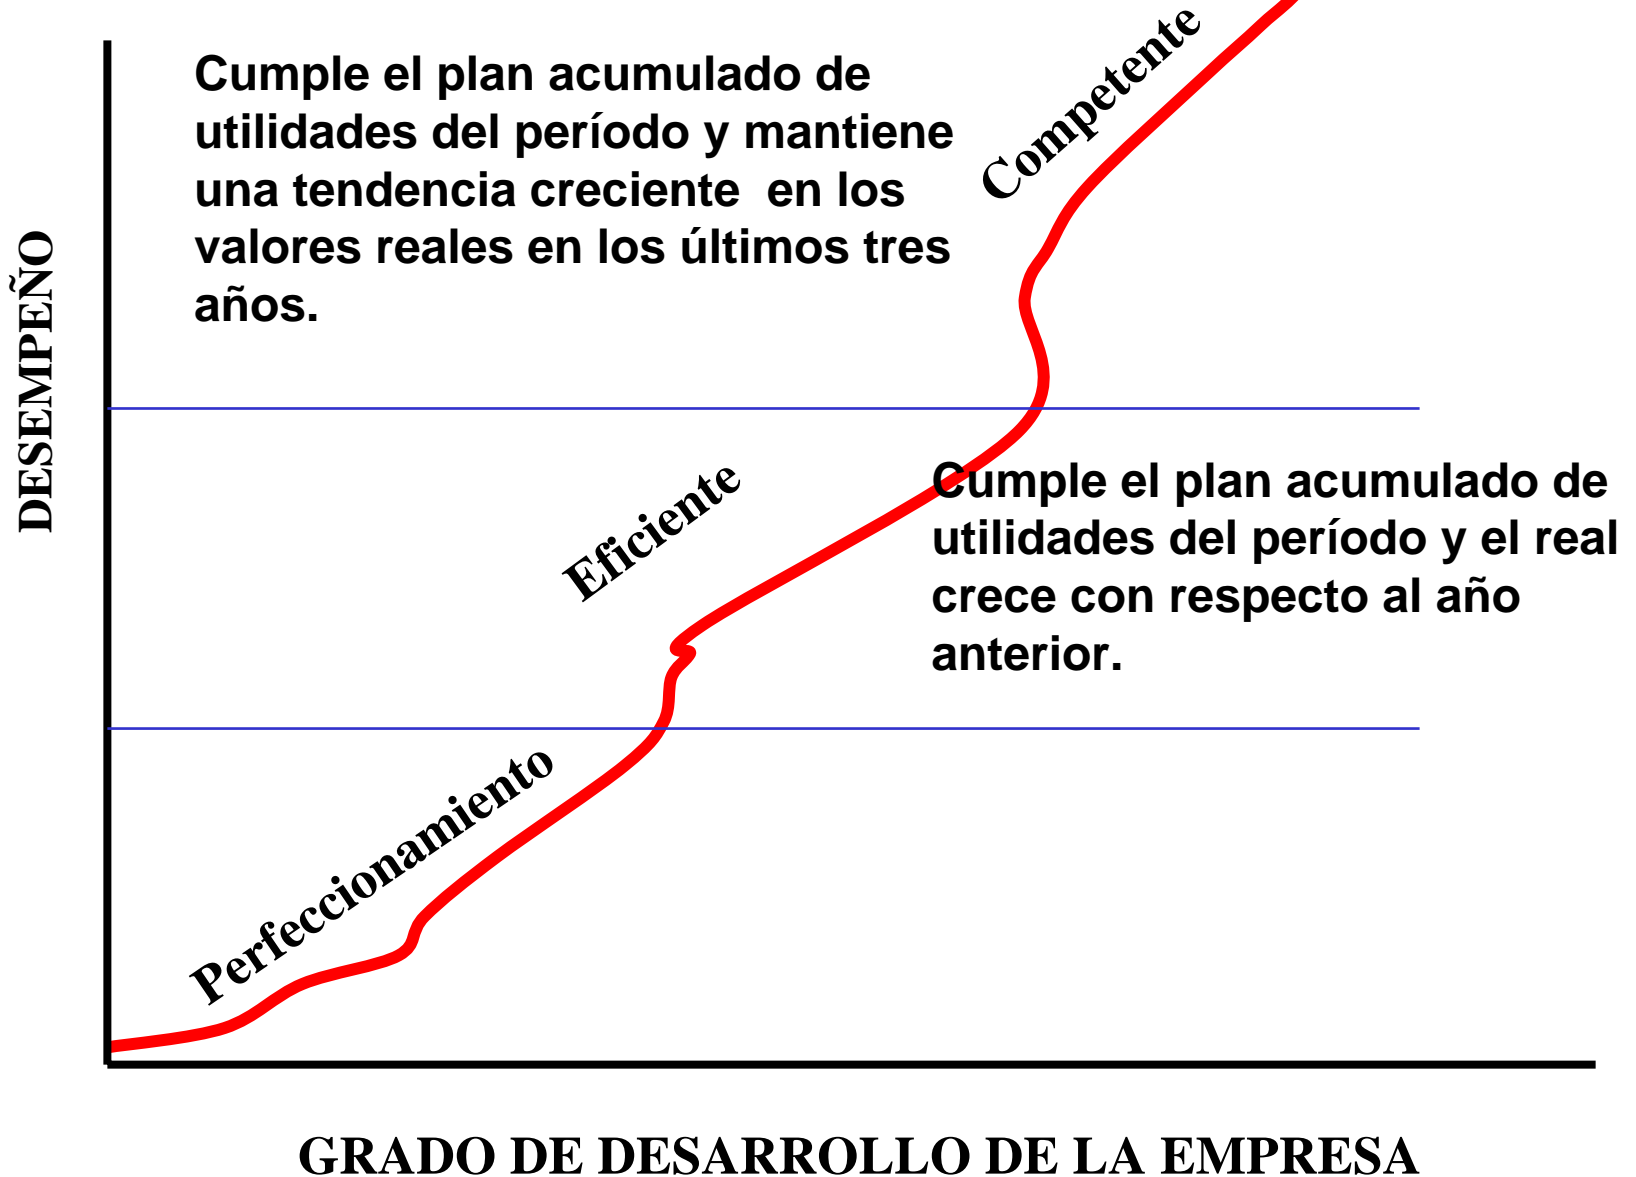 Competente
Cumple el plan acumulado de
utilidades del período y mantiene
una tendencia creciente  en los
valores reales en los últimos tres
años.
DESEMPEÑO
Eficiente
Cumple el plan acumulado de
utilidades del período y el real
crece con respecto al año
anterior.
Perfeccionamiento
GRADO DE DESARROLLO DE LA EMPRESA